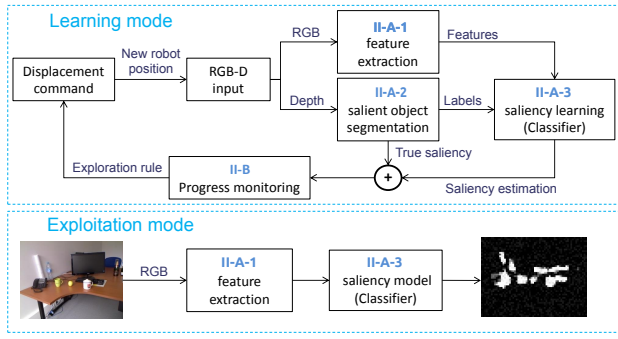 Learning mode
II-A-1
RGB
feature
extraction
Features
New robot
position
Displacement
command
RGB-D
input
II-A-2
Depth
salient object
segmentation
Labels
II-A-3
saliency learning
(Classifier)
True saliency
II-B
Exploration rule
Progress monitoring
+
Saliency estimation
Exploitation mode
RGB
II-A-1
feature
extraction
II-A-3
saliency model
(Classifier)